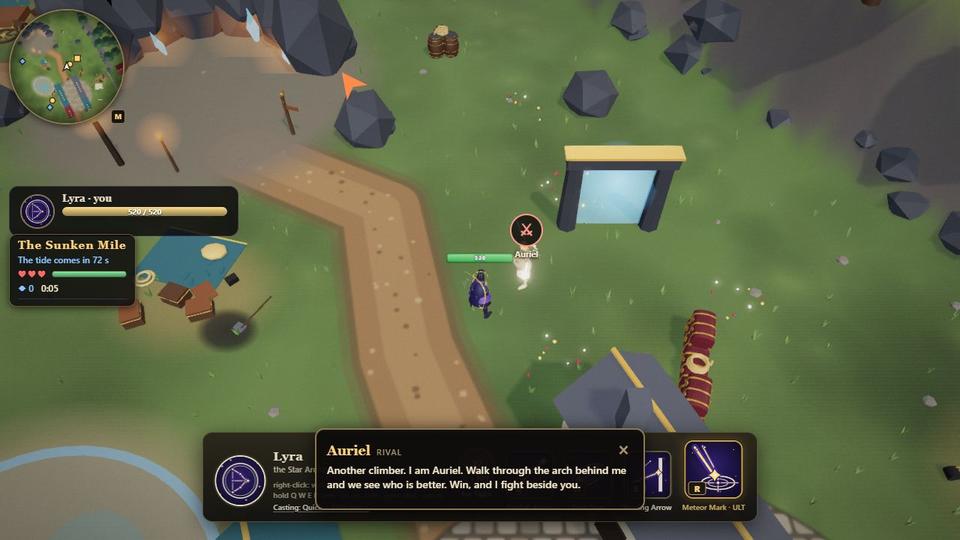 M
Lyra · you
520 / 520
The Sunken Mile
The tide comes in 72 s
0 0:05
520
Auriel
Lyra
the Star Ar
right-click: w
hold Q W E
Casting: Quic
Auriel RIVAL
Another climber. I am Auriel. Walk through the arch behind me
and we see who is better. Win, and I fight beside you.
ng Arrow
R
Meteor Mark · ULT